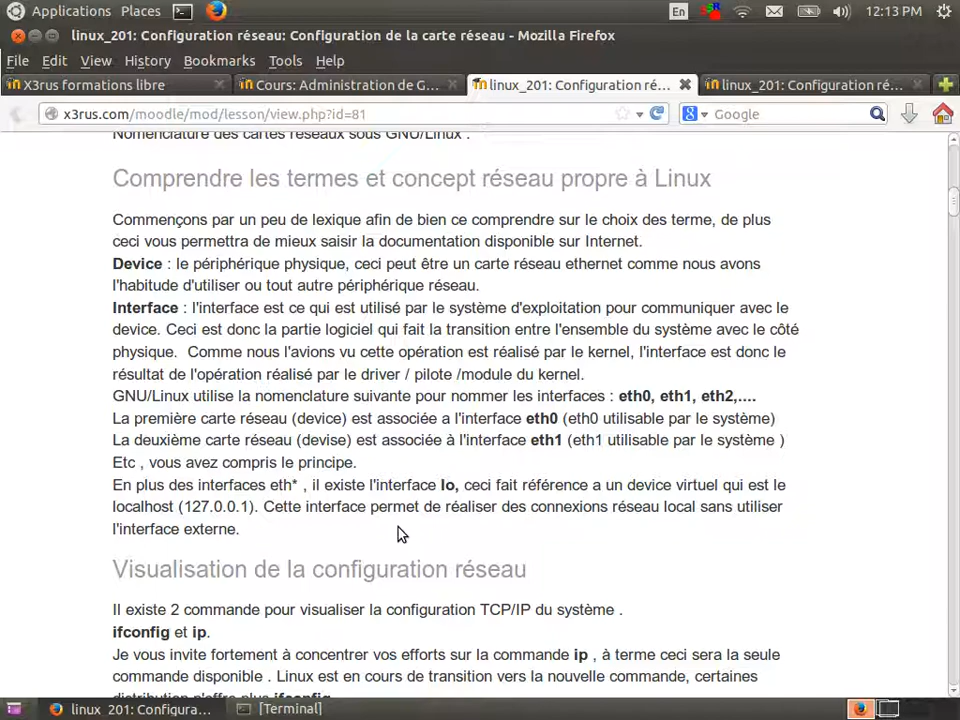 Applications Places En 12:13 PM
linux_201: Configuration réseau: Configuration de la carte réseau - Mozilla Firefox
File Edit View History Bookmarks Tools Help
X3rus formations libre Cours: Administration de G... linux_201: Configuration ré... linux_201: Configuration ré...
x3rus.com/moodle/mod/lesson/view.php?id=81 Google
Nomenclature des cartes réseaux sous GNU/Linux .
Comprendre les termes et concept réseau propre à Linux
Commençons par un peu de lexique afin de bien ce comprendre sur le choix des terme, de plus
ceci vous permettra de mieux saisir la documentation disponible sur Internet.
Device : le périphérique physique, ceci peut être un carte réseau ethernet comme nous avons
l'habitude d'utiliser ou tout autre périphérique réseau.
Interface : l'interface est ce qui est utilisé par le système d'exploitation pour communiquer avec le
device. Ceci est donc la partie logiciel qui fait la transition entre l'ensemble du système avec le côté
physique. Comme nous l'avions vu cette opération est réalisé par le kernel, l'interface est donc le
résultat de l'opération réalisé par le driver / pilote /module du kernel.
GNU/Linux utilise la nomenclature suivante pour nommer les interfaces : eth0, eth1, eth2,....
La première carte réseau (device) est associée a l'interface eth0 (eth0 utilisable par le système)
La deuxième carte réseau (devise) est associée à l'interface eth1 (eth1 utilisable par le système )
Etc , vous avez compris le principe.
En plus des interfaces eth* , il existe l'interface lo, ceci fait référence a un device virtuel qui est le
localhost (127.0.0.1). Cette interface permet de réaliser des connexions réseau local sans utiliser
l'interface externe.
Visualisation de la configuration réseau
Il existe 2 commande pour visualiser la configuration TCP/IP du système .
ifconfig et ip.
Je vous invite fortement à concentrer vos efforts sur la commande ip , à terme ceci sera la seule
commande disponible . Linux est en cours de transition vers la nouvelle commande, certaines
distribution n'offre plus ifconfig.
linux_201: Configura... [Terminal]